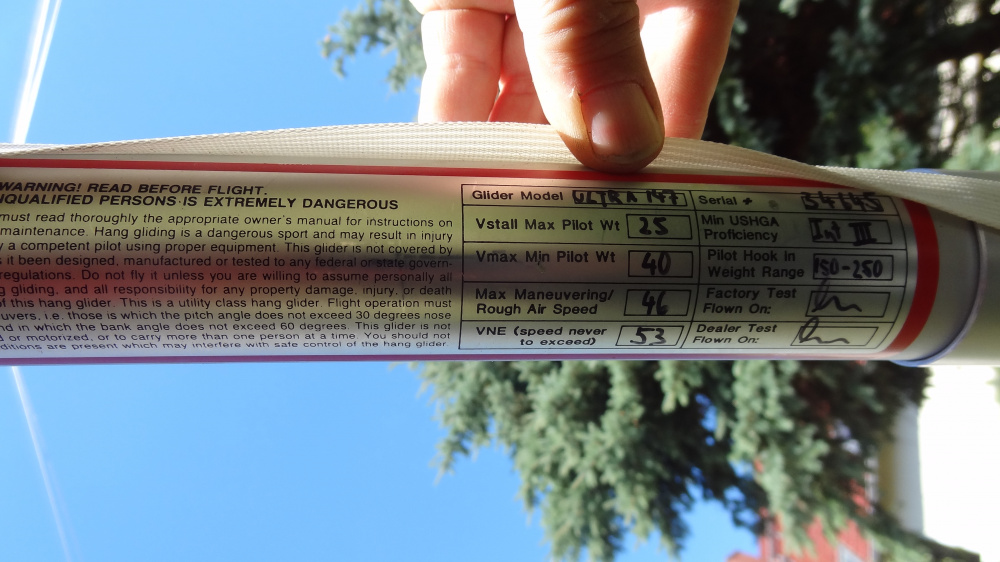 WARNING! READ BEFORE FLIGHT.
NQUALIFIED PERSONS IS EXTREMELY DANGEROUS
must read thoroughly the appropriate owner's manual for instructions on
maintenance. Hang gliding is a dangerous sport and may result in injury
y a competent pilot using proper equipment. This glider is not covered by
s it been designed, manufactured or tested to any federal or state govern-
regulations. Do not fly it unless you are willing to assume personally all
g gliding, and all responsibility for any property damage, injury, or death
of this hang glider. This is a utility class hang glider. Flight operation must
uvers, i.e. those in which the pitch angle does not exceed 30 degrees nose
nd in which the bank angle does not exceed 60 degrees. This glider is not
d or motorized, or to carry more than one person at a time. You should not
ditions are present which may interfere with safe control of the hang glider.
Glider Model ULTRA 147
Vstall Max Pilot Wt 25
Vmax Min Pilot Wt 40
Max Maneuvering/
Rough Air Speed 46
VNE (speed never
to exceed) 53
Serial #
Min USHGA
Proficiency Int III
Pilot Hook in
Weight Range 150-250
Factory Test
Flown On:
Dealer Test
Flown On: